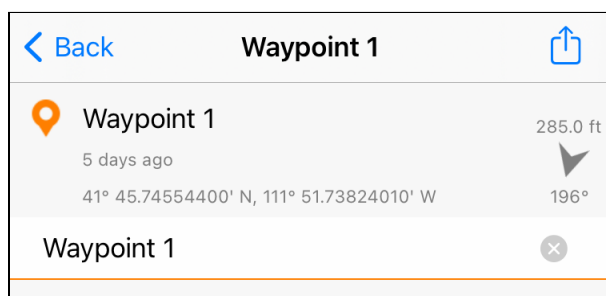 Back
Waypoint 1
Waypoint 1
285.0 ft
5 days ago
41° 45.74554400' N, 111° 51.73824010' W
196°
Waypoint 1